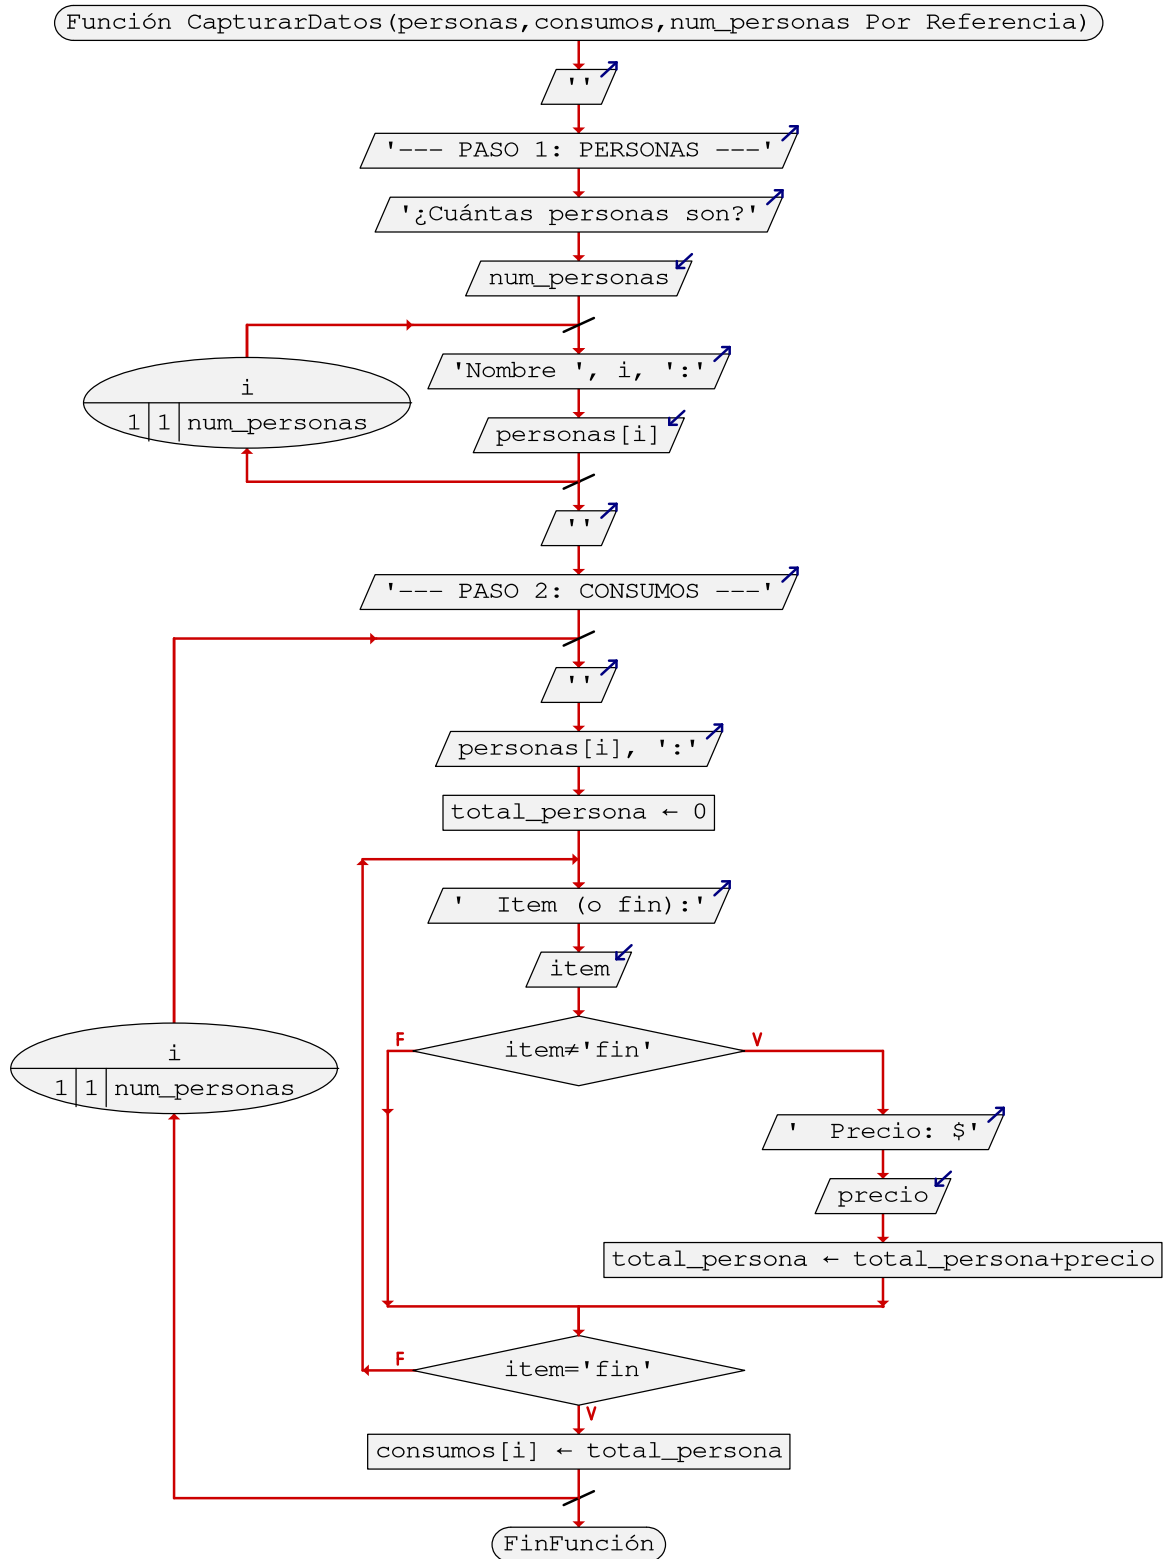 Función CapturarDatos(personas,consumos,num_personas Por Referencia)
''
'--- PASO 1: PERSONAS ---'
'¿Cuántas personas son?'
num_personas
'Nombre ', i, ':'
i
1 1 num_personas
personas[i]
''
'--- PASO 2: CONSUMOS ---'
''
personas[i], ':'
total_persona ← 0
'  Item (o fin):'
item
F
item≠'fin'
V
i
1 1 num_personas
'  Precio: $'
precio
total_persona ← total_persona+precio
F
item='fin'
V
consumos[i] ← total_persona
FinFunción